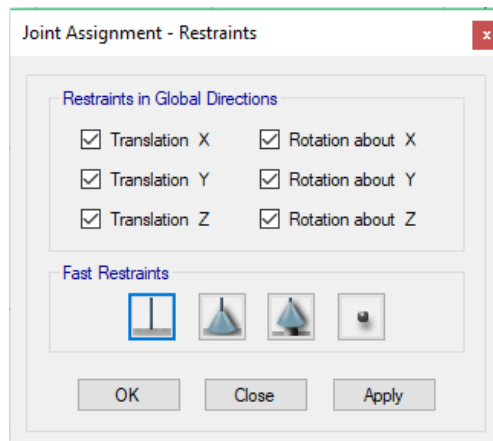 Joint Assignment - Restraints
x
Restraints in Global Directions
Translation X
Rotation about X
Translation Y
Rotation about Y
Translation Z
Rotation about Z
Fast Restraints
OK
Close
Apply